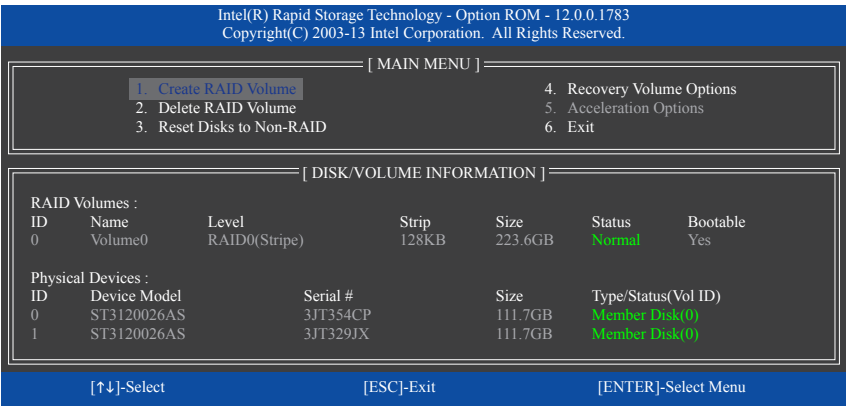 Intel(R) Rapid Storage Technology - Option ROM - 12.0.0.1783
Copyright(C) 2003-13 Intel Corporation. All Rights Reserved.
[ MAIN MENU ]
1. Create RAID Volume 4. Recovery Volume Options
2. Delete RAID Volume 5. Acceleration Options
3. Reset Disks to Non-RAID 6. Exit
[ DISK/VOLUME INFORMATION ]
RAID Volumes :
ID Name Level Strip Size Status Bootable
0 Volume0 RAID0(Stripe) 128KB 223.6GB Normal Yes
Physical Devices :
ID Device Model Serial # Size Type/Status(Vol ID)
0 ST3120026AS 3JT354CP 111.7GB Member Disk(0)
1 ST3120026AS 3JT329JX 111.7GB Member Disk(0)
[↑↓]-Select [ESC]-Exit [ENTER]-Select Menu